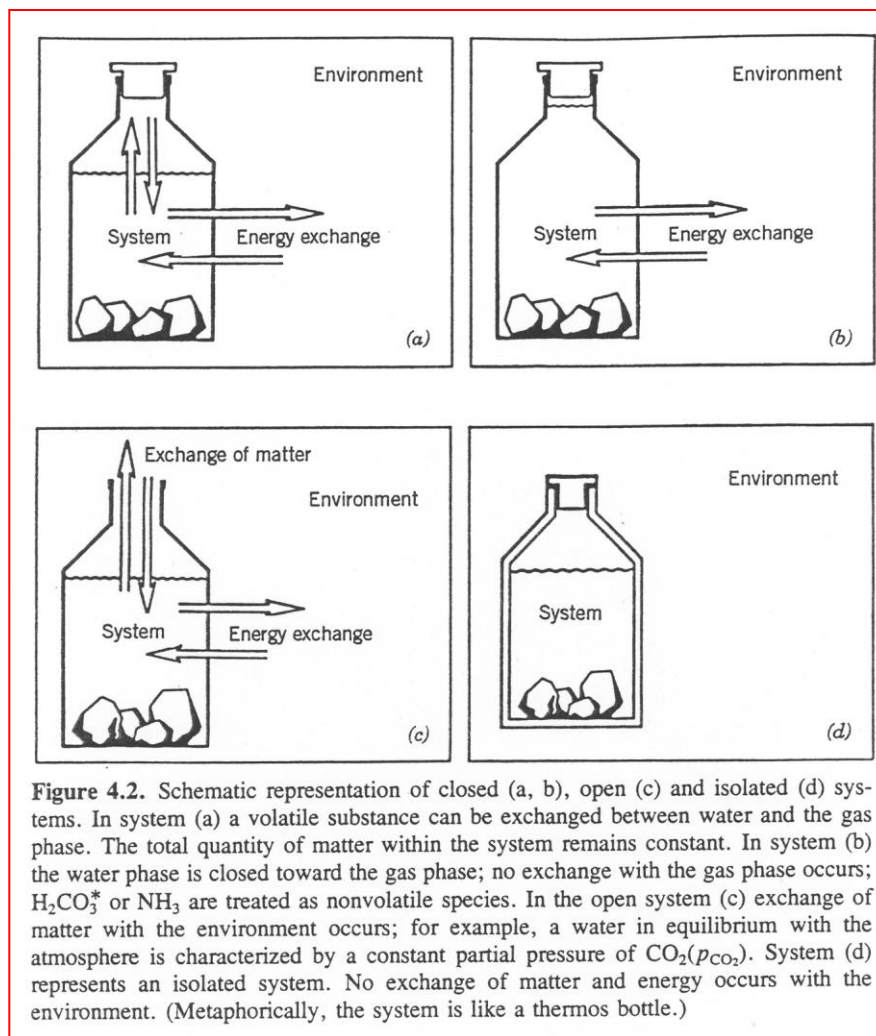 Environment
System
Energy exchange
(a)
Environment
System
Energy exchange
(b)
Exchange of matter
Environment
System
Energy exchange
(c)
Environment
System
(d)
Figure 4.2. Schematic representation of closed (a, b), open (c) and isolated (d) sys-
tems. In system (a) a volatile substance can be exchanged between water and the gas
phase. The total quantity of matter within the system remains constant. In system (b)
the water phase is closed toward the gas phase; no exchange with the gas phase occurs;
H₂CO₃* or NH₃ are treated as nonvolatile species. In the open system (c) exchange of
matter with the environment occurs; for example, a water in equilibrium with the
atmosphere is characterized by a constant partial pressure of CO₂(p_CO₂). System (d)
represents an isolated system. No exchange of matter and energy occurs with the
environment. (Metaphorically, the system is like a thermos bottle.)